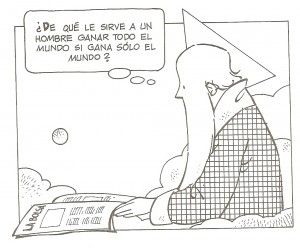 ¿DE QUÉ LE SIRVE A UN
HOMBRE GANAR TODO EL
MUNDO SI GANA SÓLO EL
MUNDO?
LA BOLSA